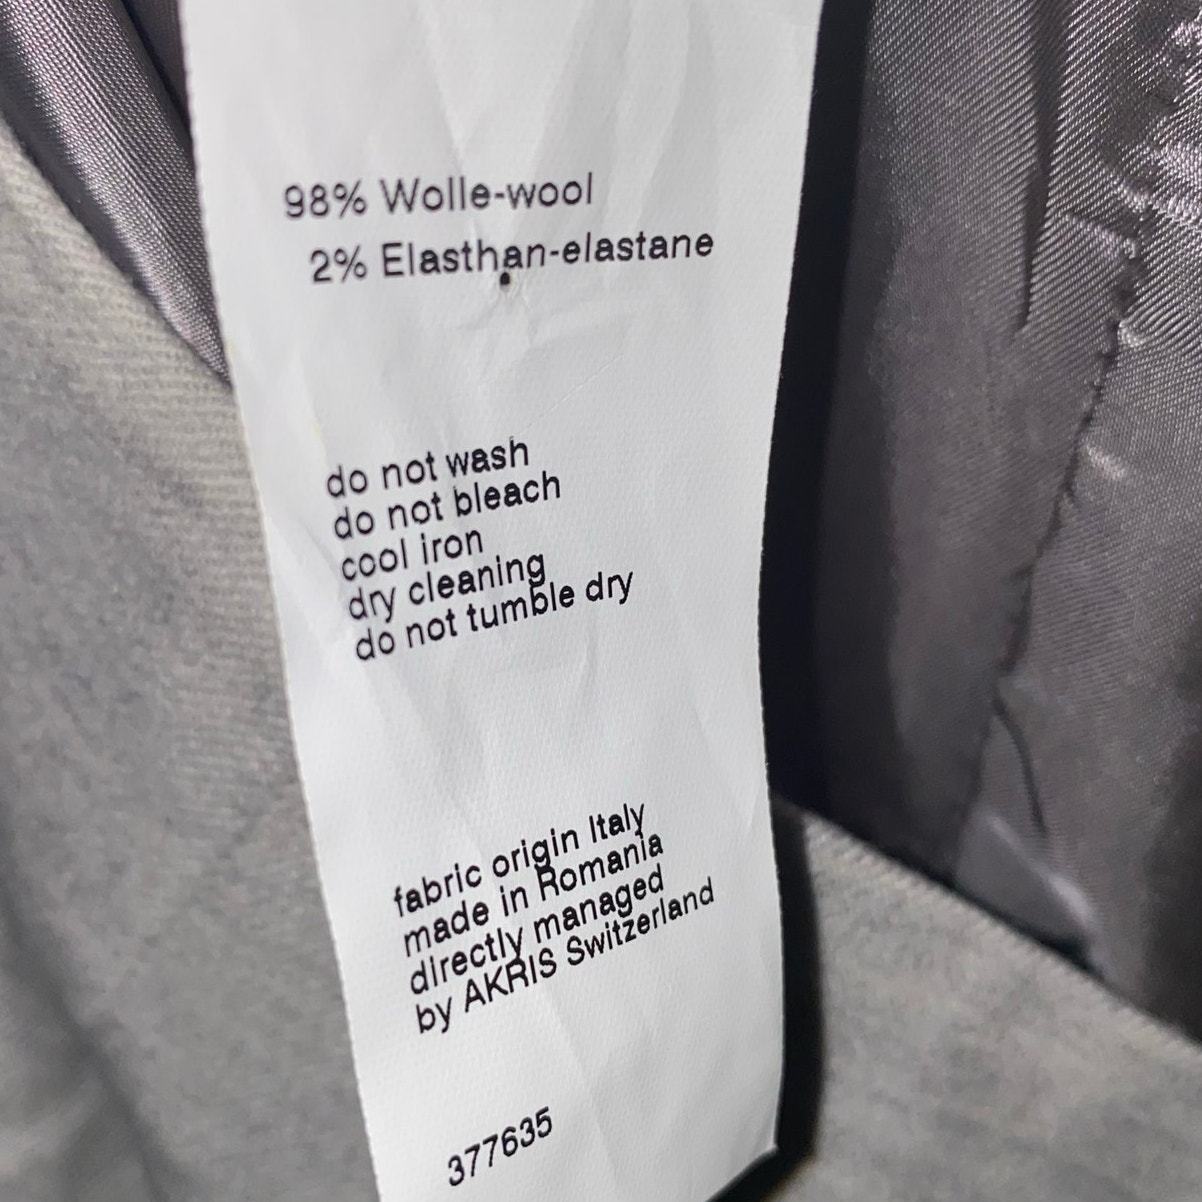 98% Wolle-wool
2% Elasthan-elastane
do not wash
do not bleach
cool iron
dry cleaning
do not tumble dry
fabric origin Italy
made in Romania
directly managed
by AKRIS Switzerland
377635